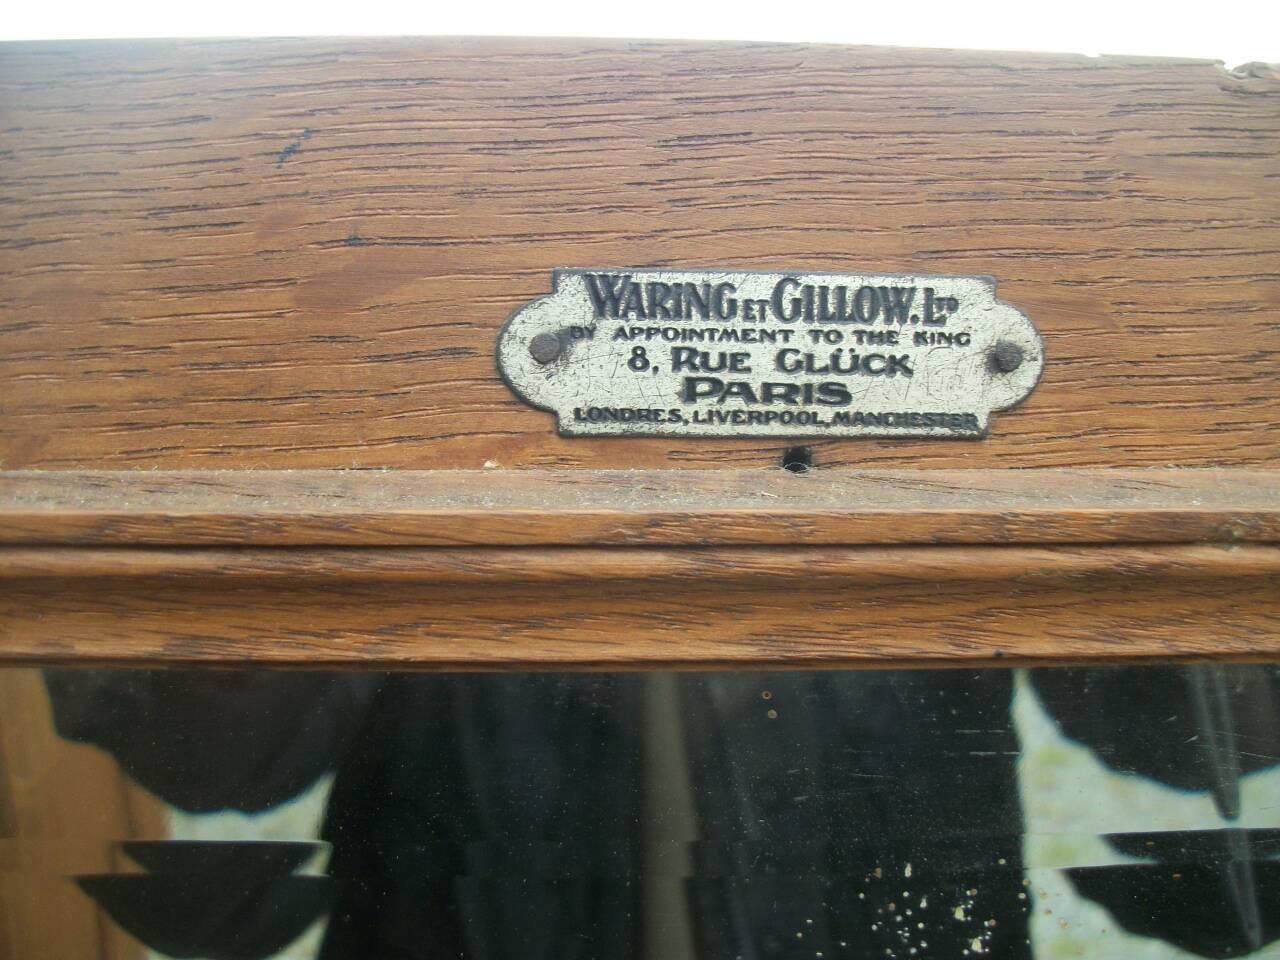 WARING ET GILLOW. LTD
BY APPOINTMENT TO THE KING
8, RUE GLÜCK
PARIS
LONDRES, LIVERPOOL, MANCHESTER